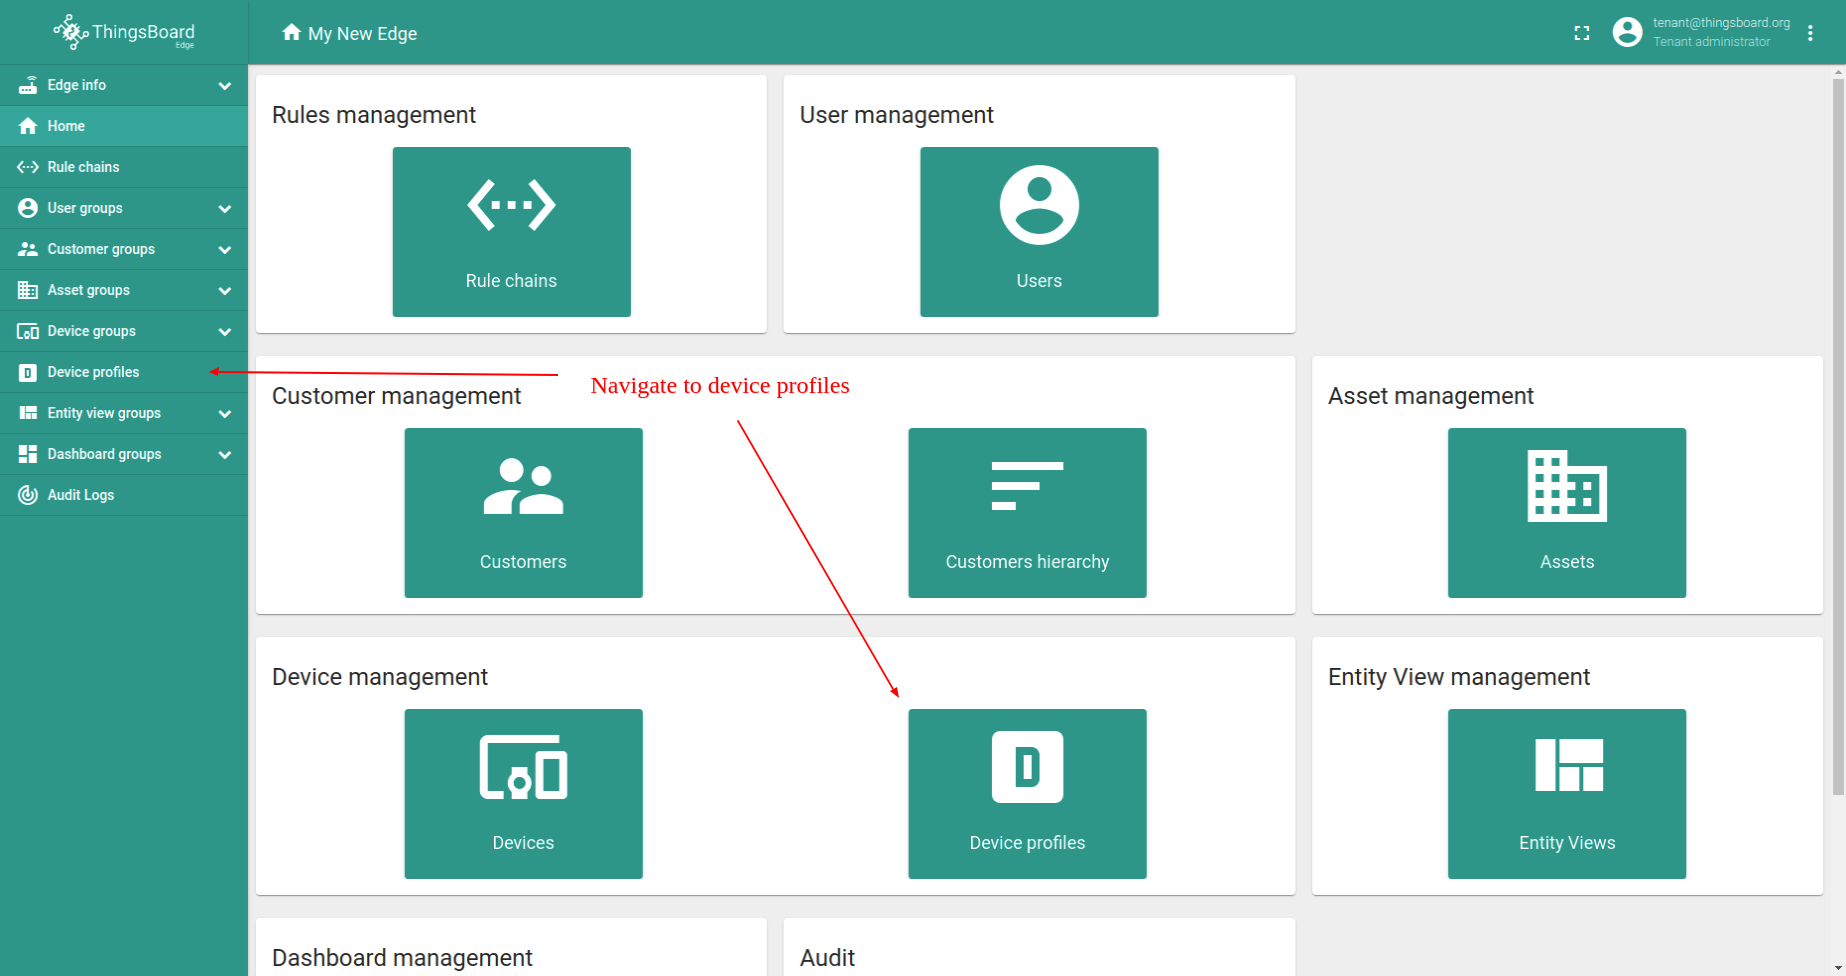 ThingsBoard
Edge
My New Edge
tenant@thingsboard.org
Tenant administrator
Edge info
Home
Rule chains
User groups
Customer groups
Asset groups
Device groups
Device profiles
Entity view groups
Dashboard groups
Audit Logs
Rules management
Rule chains
User management
Users
Navigate to device profiles
Customer management
Customers
Customers hierarchy
Asset management
Assets
Device management
Devices
D
Device profiles
Entity View management
Entity Views
Dashboard management
Audit